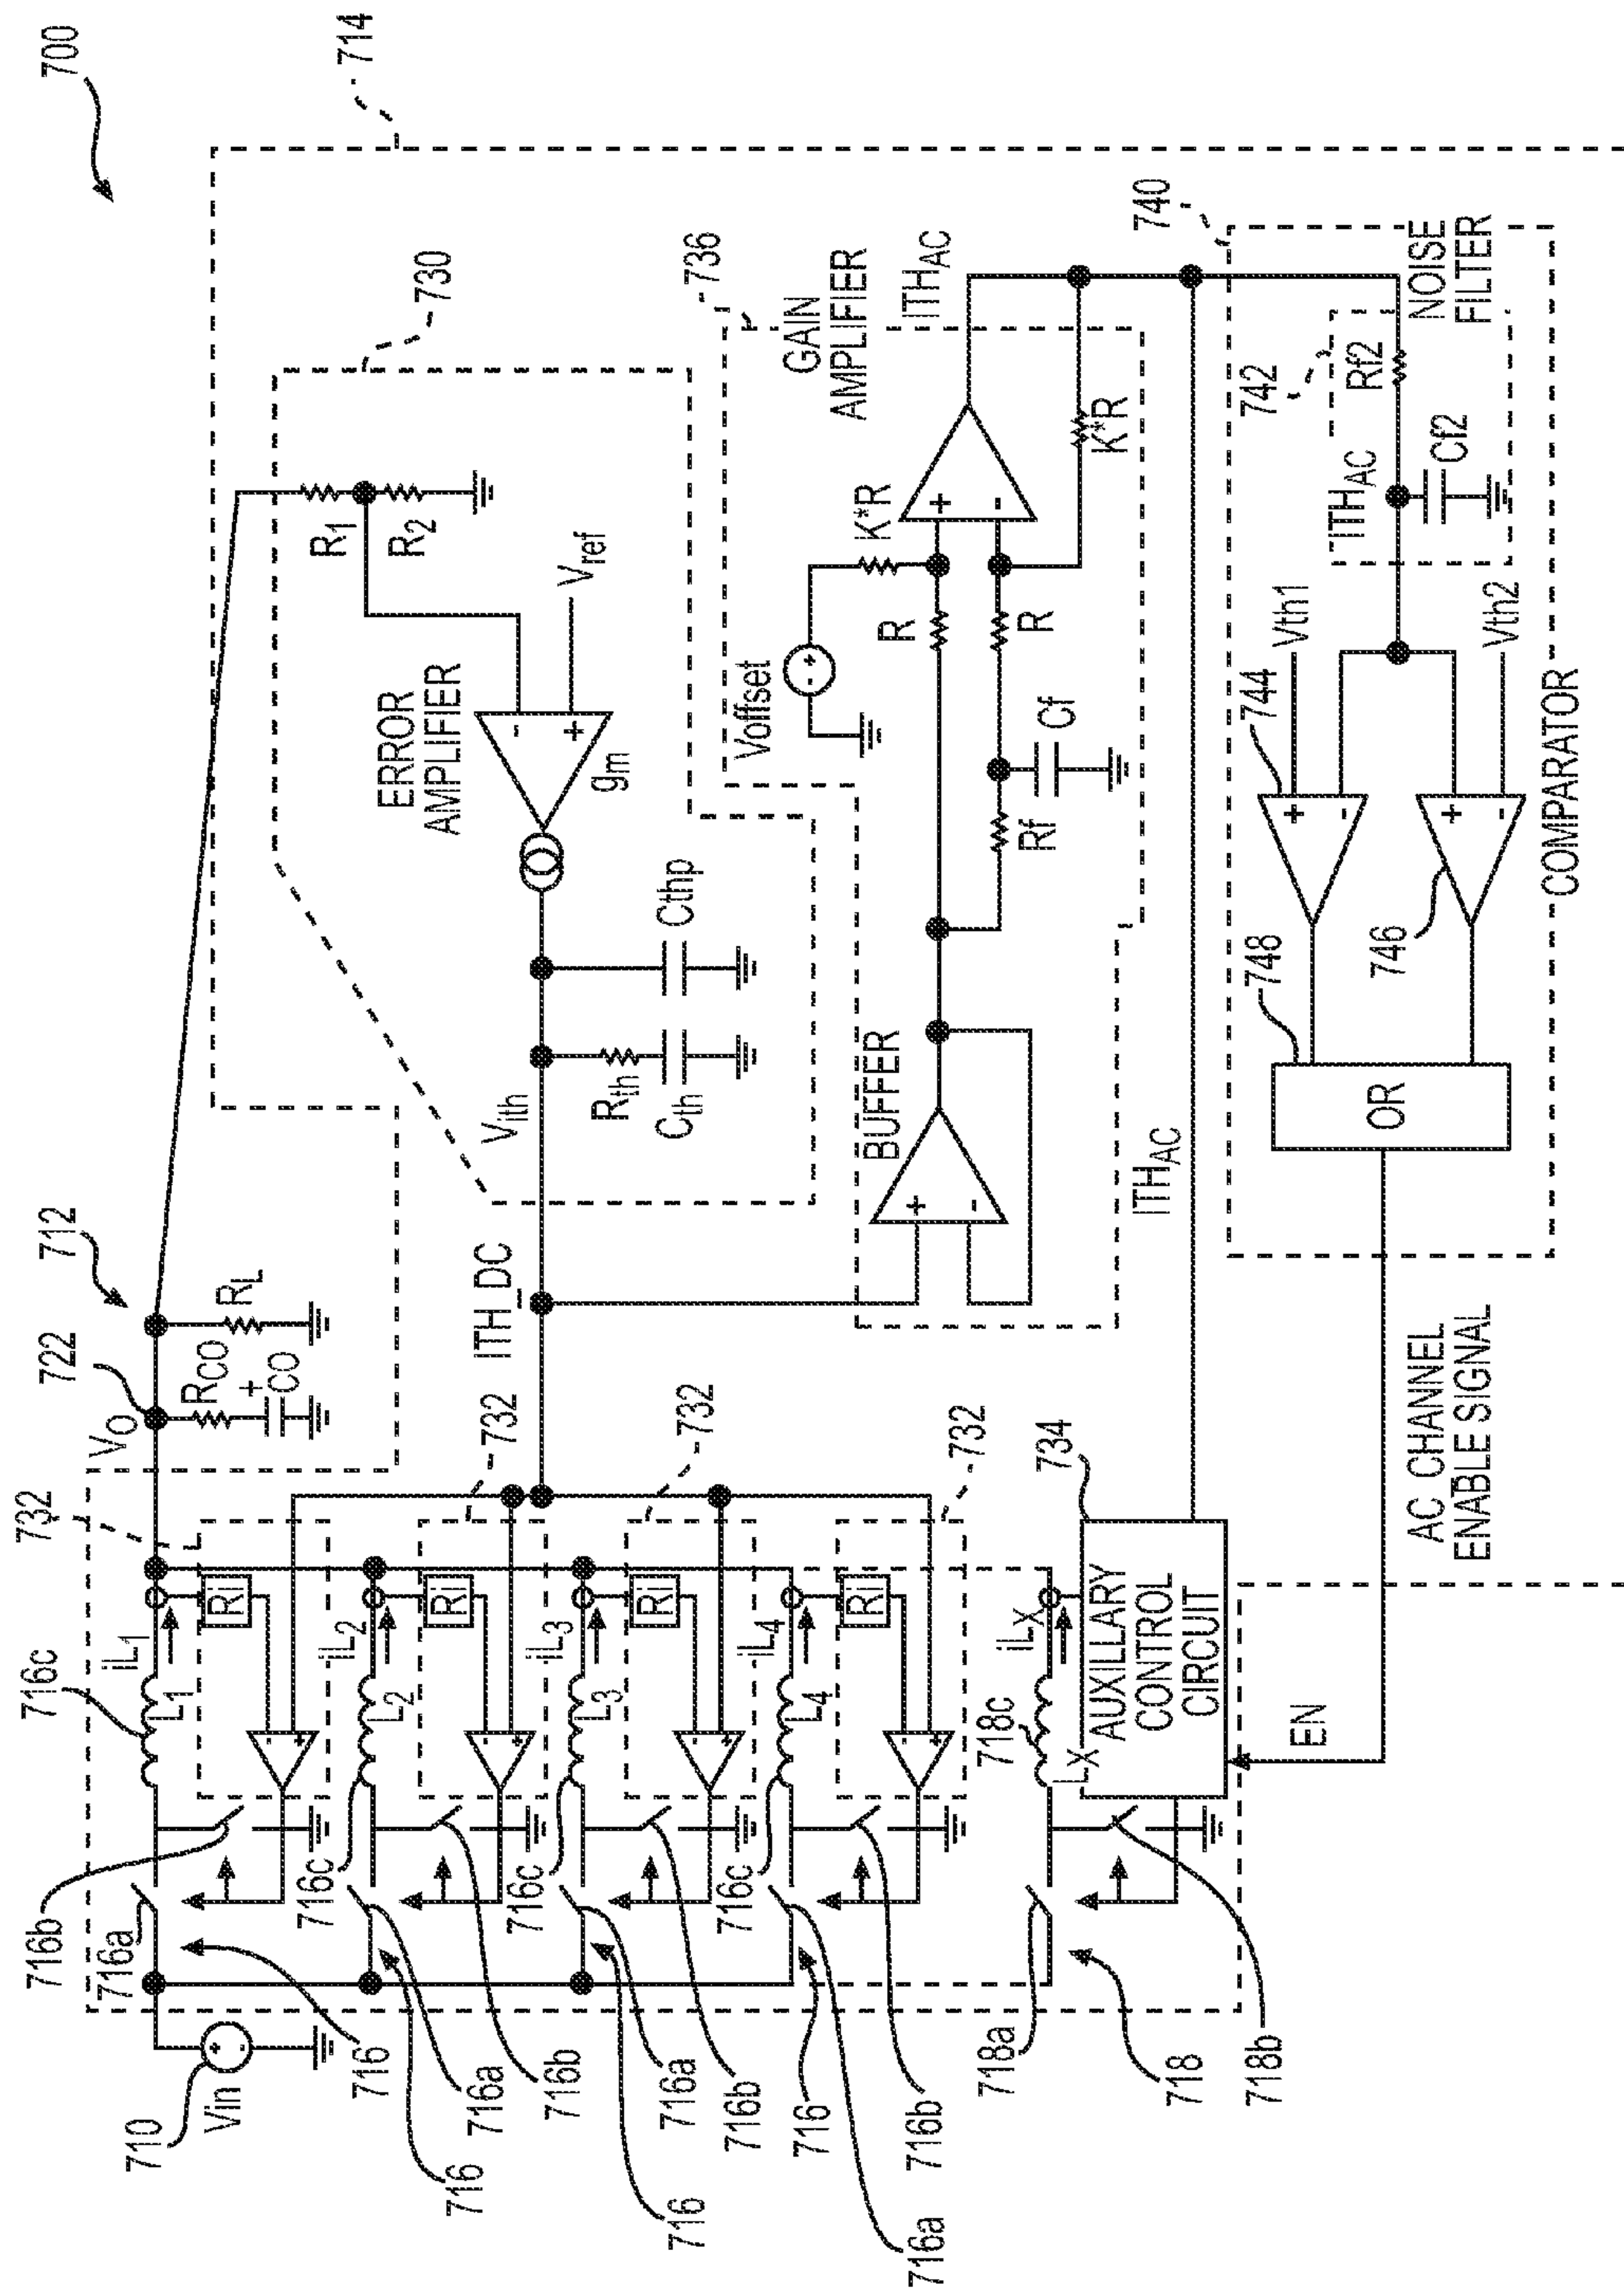 700
714
712
722
732
716c
716b
716a
710
Vin
716
VO
RCO
+
CO
RL
iL1
L1
Ri
-
+
730
R1
R2
ERROR
AMPLIFIER
-
+
gm
Vref
Vith
Rth
Cth
Cthp
ITH_DC
732
iL2
L2
Ri
-
+
716c
716a
716b
716
732
iL3
L3
Ri
-
+
716c
716a
716b
716
732
iL4
L4
Ri
-
+
716c
716a
716b
716
736
GAIN
AMPLIFIER
ITHAC
Voffset
-
+
K*R
R
+
-
R
K*R
Rf
Cf
BUFFER
+
-
ITHAC
734
iLX
718c
LX
AUXILLARY
CONTROL
CIRCUIT
718a
718
718b
EN
AC CHANNEL
ENABLE SIGNAL
740
742
NOISE
FILTER
Rf2
TITHAC
Cf2
744
Vth1
+
-
746
+
-
Vth2
748
OR
COMPARATOR